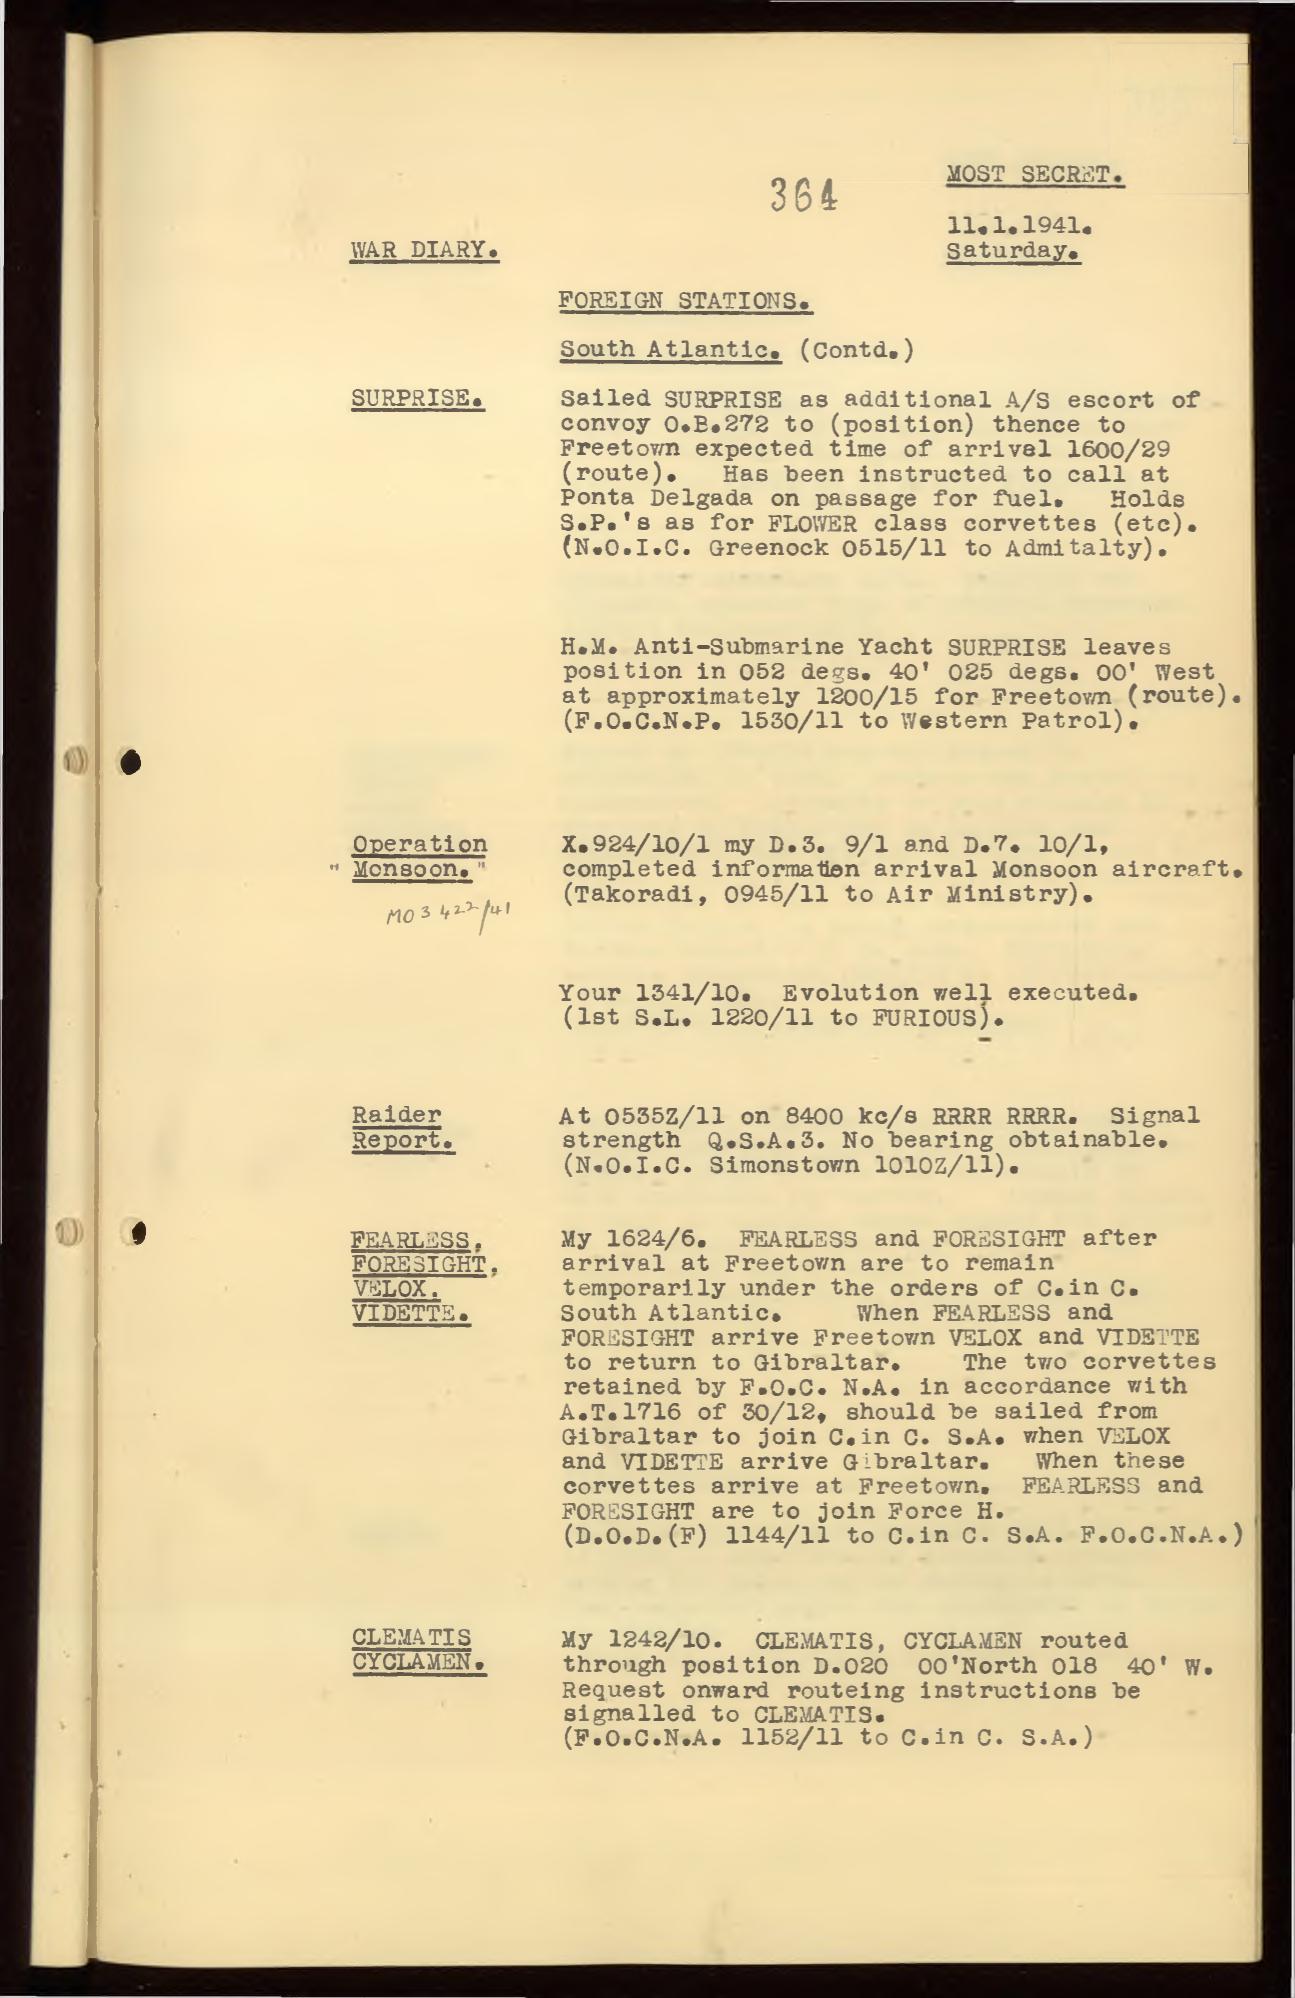 364
MOST SECRET.
11.1.1941.
Saturday.
WAR DIARY.
FOREIGN STATIONS.
South Atlantic. (Contd.)
SURPRISE.
Sailed SURPRISE as additional A/S escort of
convoy O.B.272 to (position) thence to
Freetown expected time of arrival 1600/29
(route). Has been instructed to call at
Ponta Delgada on passage for fuel. Holds
S.P.'s as for FLOWER class corvettes (etc).
(N.O.I.C. Greenock 0515/11 to Admitalty).
H.M. Anti-Submarine Yacht SURPRISE leaves
position in 052 degs. 40' 025 degs. 00' West
at approximately 1200/15 for Freetown (route).
(F.O.C.N.P. 1530/11 to Western Patrol).
Operation
"Monsoon."
MO3422/41
X.924/10/1 my D.3. 9/1 and D.7. 10/1,
completed information arrival Monsoon aircraft.
(Takoradi, 0945/11 to Air Ministry).
Your 1341/10. Evolution well executed.
(1st S.L. 1220/11 to FURIOUS).
Raider
Report.
At 0535Z/11 on 8400 kc/s RRRR RRRR. Signal
strength Q.S.A.3. No bearing obtainable.
(N.O.I.C. Simonstown 1010Z/11).
FEARLESS,
FORESIGHT,
VELOX.
VIDETTE.
My 1624/6. FEARLESS and FORESIGHT after
arrival at Freetown are to remain
temporarily under the orders of C.in C.
South Atlantic. When FEARLESS and
FORESIGHT arrive Freetown VELOX and VIDETTE
to return to Gibraltar. The two corvettes
retained by F.O.C. N.A. in accordance with
A.T.1716 of 30/12, should be sailed from
Gibraltar to join C.in C. S.A. when VELOX
and VIDETTE arrive Gibraltar. When these
corvettes arrive at Freetown. FEARLESS and
FORESIGHT are to join Force H.
(D.O.D.(F) 1144/11 to C.in C. S.A. F.O.C.N.A.)
CLEMATIS
CYCLAMEN.
My 1242/10. CLEMATIS, CYCLAMEN routed
through position D.020 00'North 018 40' W.
Request onward routeing instructions be
signalled to CLEMATIS.
(F.O.C.N.A. 1152/11 to C.in C. S.A.)